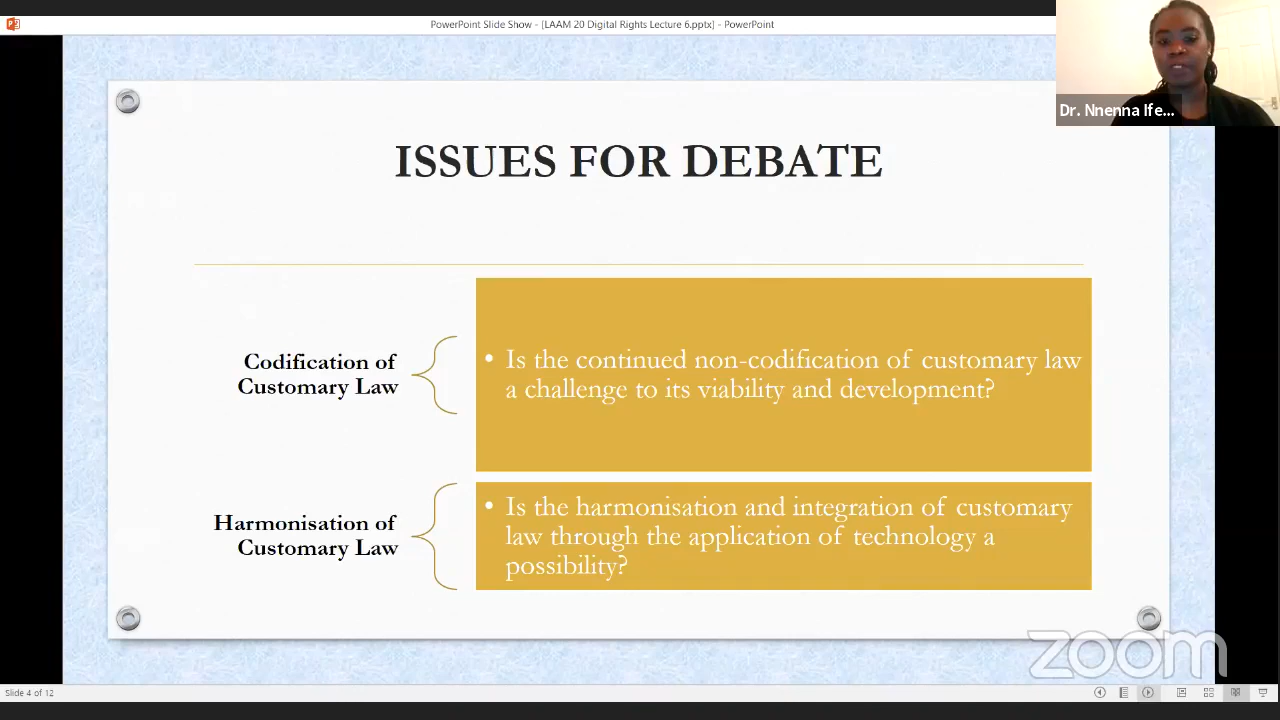 PowerPoint Slide Show - [LAAM 20 Digital Rights Lecture 6.pptx] - PowerPoint
Dr. Nnenna Ife...
ISSUES FOR DEBATE
Codification of
Customary Law
• Is the continued non-codification of customary law
a challenge to its viability and development?
Harmonisation of
Customary Law
• Is the harmonisation and integration of customary
law through the application of technology a
possibility?
zoom
Slide 4 of 12